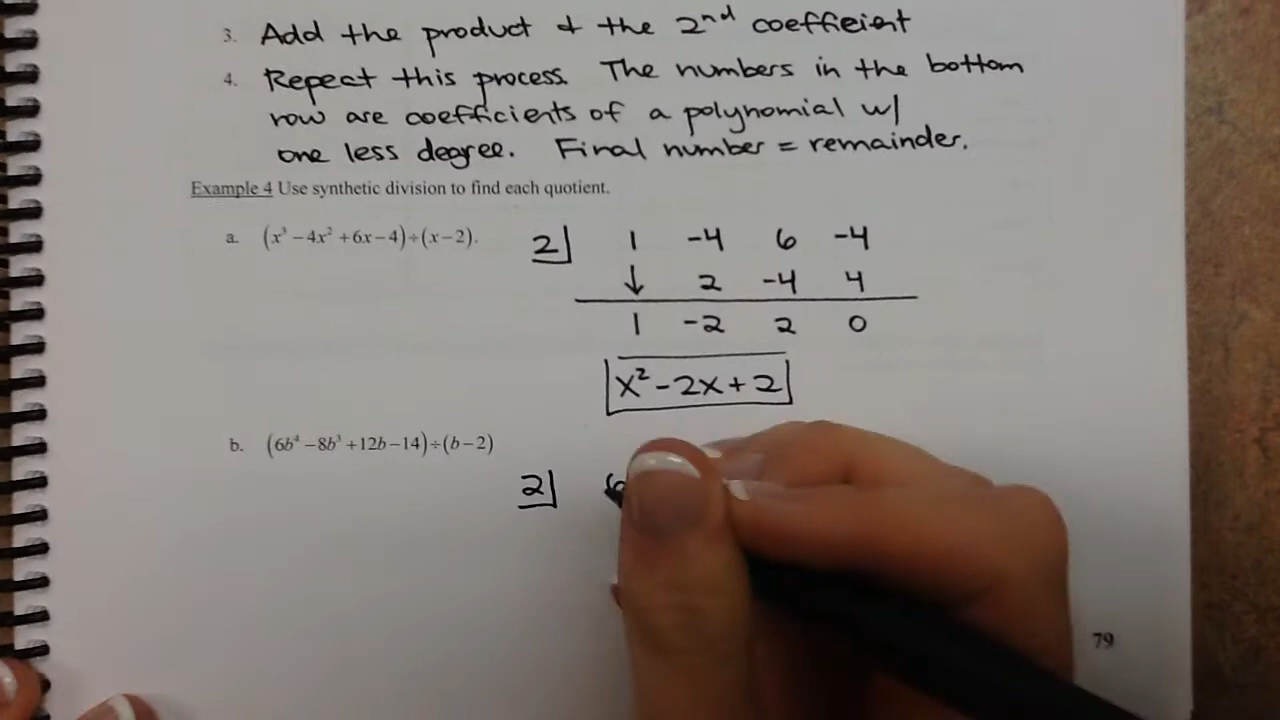 3. Add the product & the 2nd coefficient
4. Repeat this process. The numbers in the bottom
row are coefficients of a polynomial w/
one less degree. Final number = remainder.
Example 4 Use synthetic division to find each quotient.
a. (x³ − 4x² + 6x − 4) ÷ (x − 2).
2| 1 -4 6 -4
↓ 2 -4 4
1 -2 2 0
x² - 2x + 2
b. (6b⁴ − 8b³ + 12b − 14) ÷ (b − 2)
2|
79